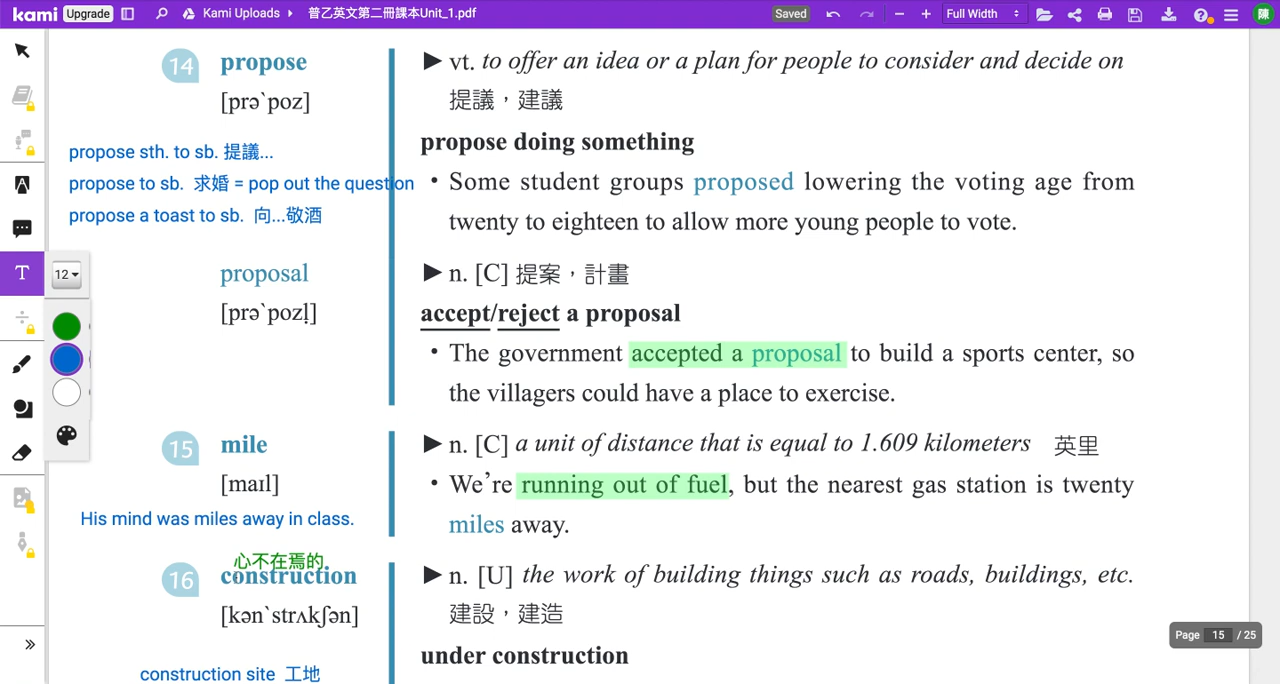 kami Upgrade Kami Uploads 普乙英文第二冊課本Unit_1.pdf Saved Full Width 陳
14 propose
[prə`poz]
▶ vt. to offer an idea or a plan for people to consider and decide on
提議，建議
propose doing something
propose sth. to sb. 提議...
propose to sb. 求婚 = pop out the question
propose a toast to sb. 向...敬酒
• Some student groups proposed lowering the voting age from
twenty to eighteen to allow more young people to vote.
T 12
proposal
[prə`pozl̩]
▶ n. [C] 提案，計畫
accept/reject a proposal
• The government accepted a proposal to build a sports center, so
the villagers could have a place to exercise.
15 mile
[maɪl]
▶ n. [C] a unit of distance that is equal to 1.609 kilometers 英里
• We’re running out of fuel, but the nearest gas station is twenty
miles away.
His mind was miles away in class.
心不在焉的
16 construction
[kən`strʌkʃən]
▶ n. [U] the work of building things such as roads, buildings, etc.
建設，建造
under construction
construction site 工地
Page 15 / 25